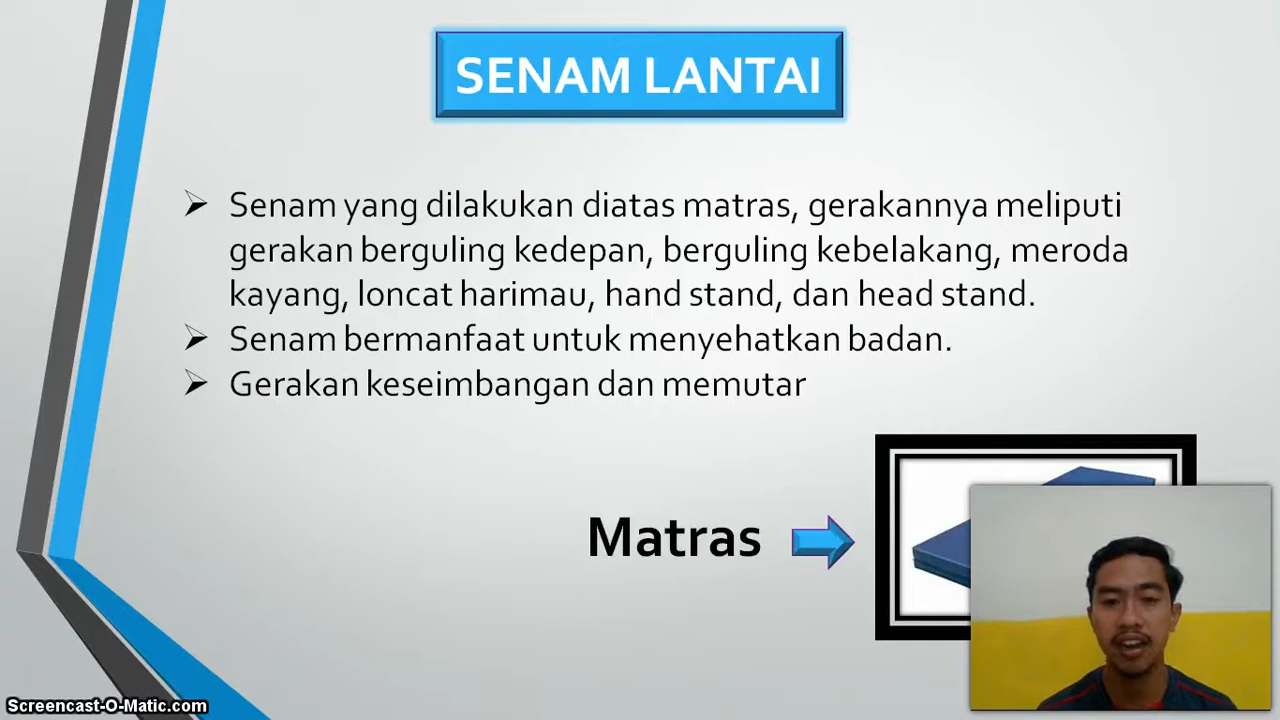 SENAM LANTAI
Senam yang dilakukan diatas matras, gerakannya meliputi
gerakan berguling kedepan, berguling kebelakang, meroda
kayang, loncat harimau, hand stand, dan head stand.
Senam bermanfaat untuk menyehatkan badan.
Gerakan keseimbangan dan memutar
Matras
Screencast-O-Matic.com